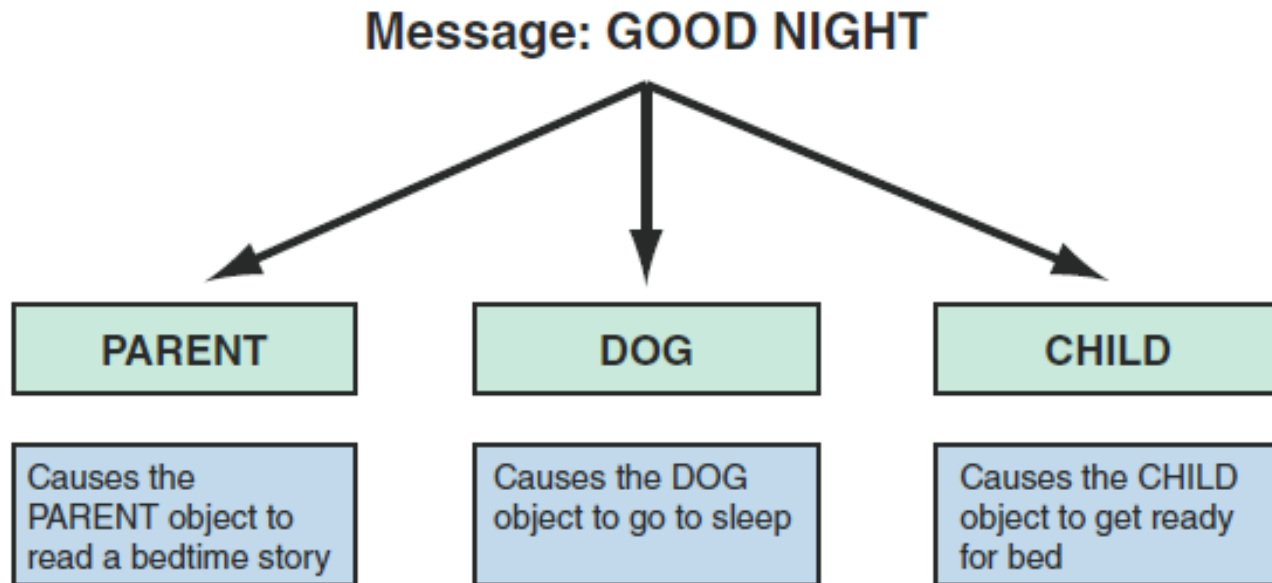 Message: GOOD NIGHT
PARENT
DOG
CHILD
Causes the
PARENT object to
read a bedtime story
Causes the DOG
object to go to sleep
Causes the CHILD
object to get ready
for bed